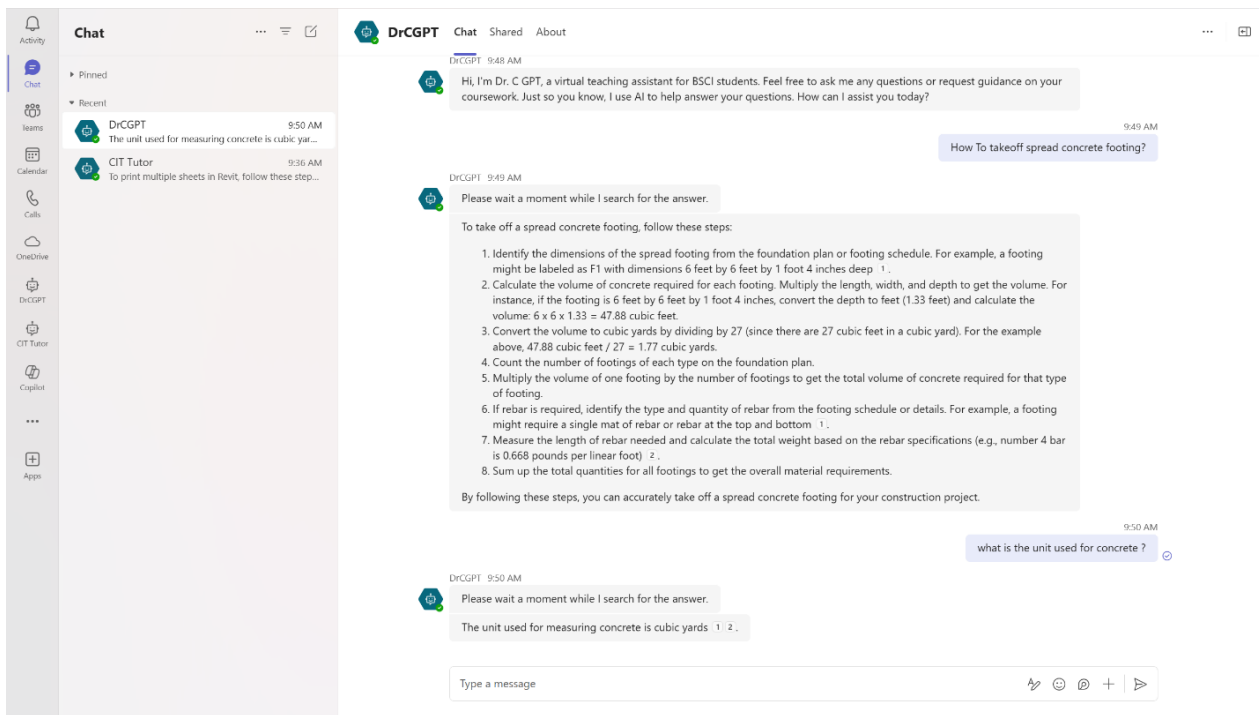 Activity
Chat
Teams
Calendar
Calls
OneDrive
DrCGPT
CIT Tutor
Copilot
Apps
Chat
Pinned
Recent
DrCGPT 9:50 AM
The unit used for measuring concrete is cubic yar...
CIT Tutor 9:36 AM
To print multiple sheets in Revit, follow these step...
DrCGPT Chat Shared About
DrCGPT 9:48 AM
Hi, I'm Dr. C GPT, a virtual teaching assistant for BSCI students. Feel free to ask me any questions or request guidance on your
coursework. Just so you know, I use AI to help answer your questions. How can I assist you today?
9:49 AM
How To takeoff spread concrete footing?
DrCGPT 9:49 AM
Please wait a moment while I search for the answer.
To take off a spread concrete footing, follow these steps:
1. Identify the dimensions of the spread footing from the foundation plan or footing schedule. For example, a footing
might be labeled as F1 with dimensions 6 feet by 6 feet by 1 foot 4 inches deep 1 .
2. Calculate the volume of concrete required for each footing. Multiply the length, width, and depth to get the volume. For
instance, if the footing is 6 feet by 6 feet by 1 foot 4 inches, convert the depth to feet (1.33 feet) and calculate the
volume: 6 x 6 x 1.33 = 47.88 cubic feet.
3. Convert the volume to cubic yards by dividing by 27 (since there are 27 cubic feet in a cubic yard). For the example
above, 47.88 cubic feet / 27 = 1.77 cubic yards.
4. Count the number of footings of each type on the foundation plan.
5. Multiply the volume of one footing by the number of footings to get the total volume of concrete required for that type
of footing.
6. If rebar is required, identify the type and quantity of rebar from the footing schedule or details. For example, a footing
might require a single mat of rebar or rebar at the top and bottom 1 .
7. Measure the length of rebar needed and calculate the total weight based on the rebar specifications (e.g., number 4 bar
is 0.668 pounds per linear foot) 2 .
8. Sum up the total quantities for all footings to get the overall material requirements.
By following these steps, you can accurately take off a spread concrete footing for your construction project.
9:50 AM
what is the unit used for concrete ?
DrCGPT 9:50 AM
Please wait a moment while I search for the answer.
The unit used for measuring concrete is cubic yards 1 2 .
Type a message